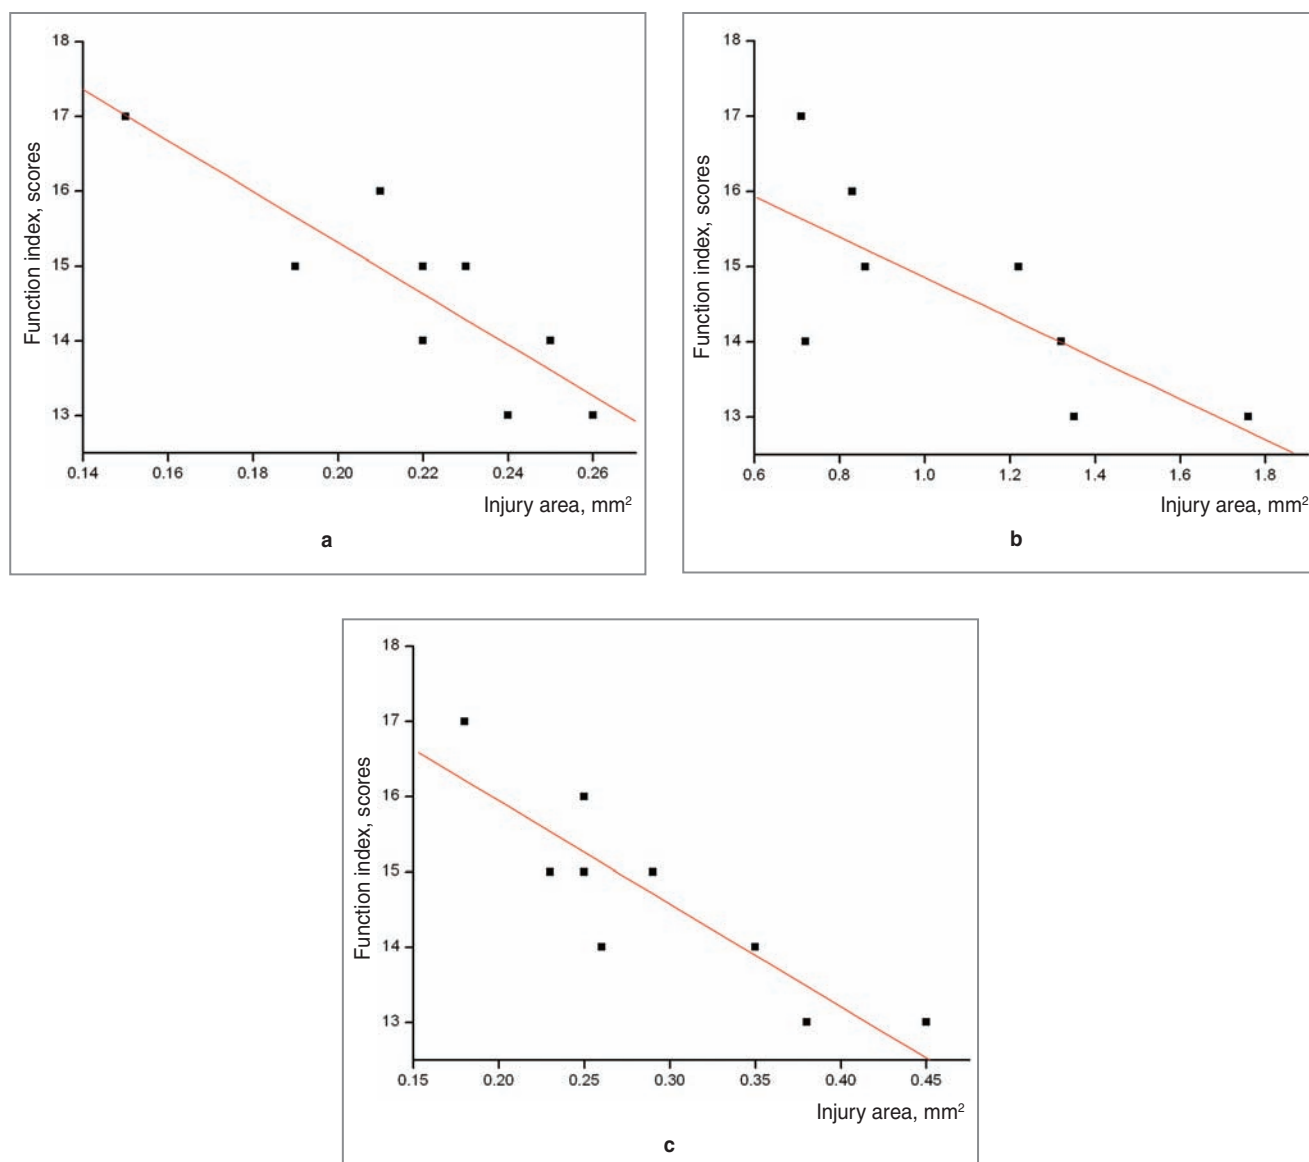 18
17
16
15
14
13
Function index, scores
0.14 0.16 0.18 0.20 0.22 0.24 0.26
Injury area, mm²
a
18
17
16
15
14
13
Function index, scores
0.6 0.8 1.0 1.2 1.4 1.6 1.8
Injury area, mm²
b
18
17
16
15
14
13
Function index, scores
0.15 0.20 0.25 0.30 0.35 0.40 0.45
Injury area, mm²
c